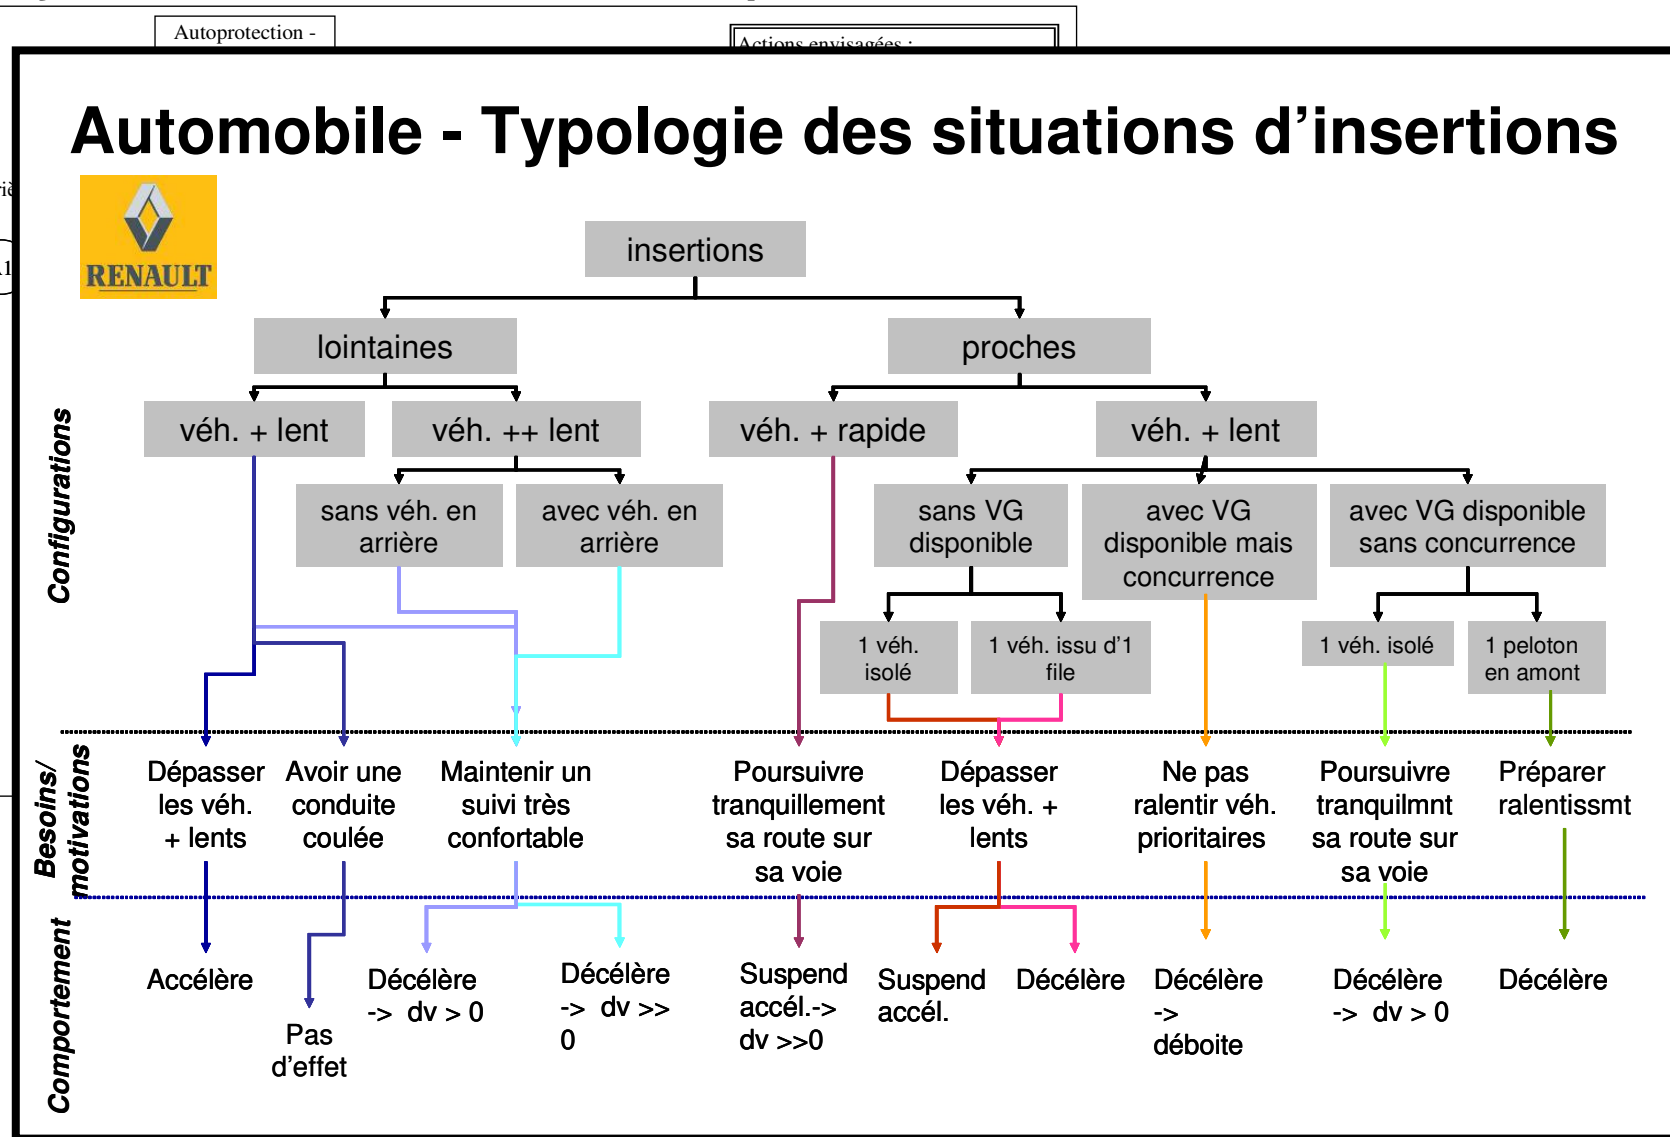 Autoprotection -
Actions envisagées :
Automobile - Typologie des situations d’insertions
RENAULT
insertions
lointaines
proches
Configurations
véh. + lent
véh. ++ lent
véh. + rapide
véh. + lent
sans véh. en
arrière
avec véh. en
arrière
sans VG
disponible
avec VG
disponible mais
concurrence
avec VG disponible
sans concurrence
1 véh.
isolé
1 véh. issu d’1
file
1 véh. isolé
1 peloton
en amont
Besoins/
motivations
Dépasser
les véh.
+ lents
Avoir une
conduite
coulée
Maintenir un
suivi très
confortable
Poursuivre
tranquillement
sa route sur
sa voie
Dépasser
les véh. +
lents
Ne pas
ralentir véh.
prioritaires
Poursuivre
tranquilmnt
sa route sur
sa voie
Préparer
ralentissmt
Comportement
Accélère
Pas
d’effet
Décélère
-> dv > 0
Décélère
-> dv >>
0
Suspend
accél.->
dv >>0
Suspend
accél.
Décélère
Décélère
->
déboite
Décélère
-> dv > 0
Décélère